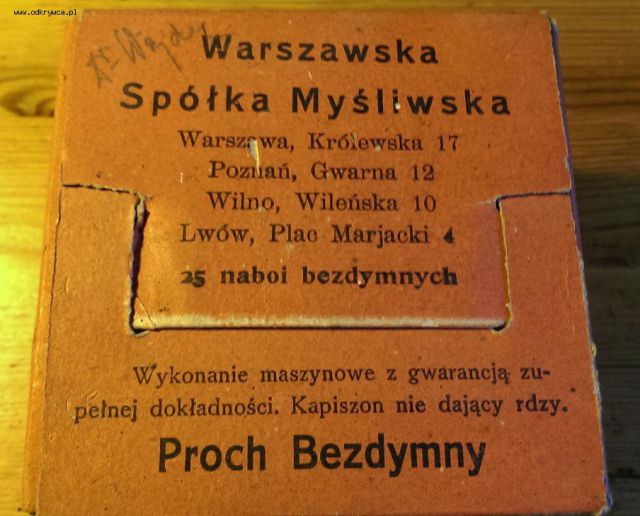 www.odkrywca.pl
Warszawska
Spółka Myśliwska
Warszawa, Królewska 17
Poznań, Gwarna 12
Wilno, Wileńska 10
Lwów, Plac Marjacki 4
25 naboi bezdymnych
Wykonanie maszynowe z gwarancją zu-
pełnej dokładności. Kapiszon nie dający rdzy.
Proch Bezdymny